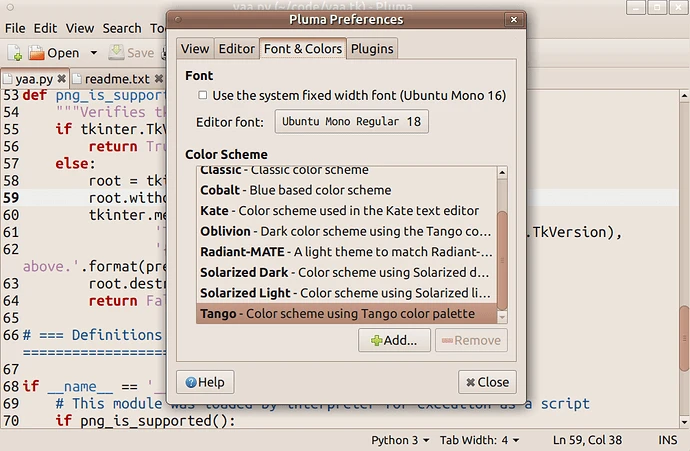 yaa.py (~/code/yaa.tk) - Pluma
Pluma Preferences
File Edit View Search Tools
Open Save
yaa.py readme.txt
View Editor Font & Colors Plugins
Font
Use the system fixed width font (Ubuntu Mono 16)
Editor font: Ubuntu Mono Regular 18
Color Scheme
Classic - Classic color scheme
Cobalt - Blue based color scheme
Kate - Color scheme used in the Kate text editor
Oblivion - Dark color scheme using the Tango co...
Radiant-MATE - A light theme to match Radiant-...
Solarized Dark - Color scheme using Solarized d...
Solarized Light - Color scheme using Solarized li...
Tango - Color scheme using Tango color palette
Add... Remove
Help Close
53 def png_is_supported
54 """Verifies tk
55 if tkinter.TkV
56 return Tru
57 else:
58 root = tki
59 root.withd
60 tkinter.me
61 'T .TkVersion),
62
above.'.format(pre
63 root.destr
64 return Fal
65
66 # === Definitions
=================
67
68 if __name__ == '__
69 # This module was loaded by interpreter for execution as a script
70 if png_is_supported():
Python 3 Tab Width: 4 Ln 59, Col 38 INS